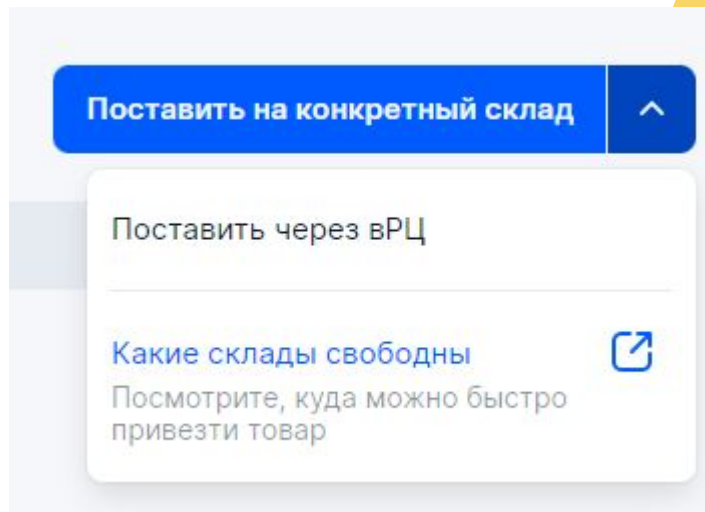 Поставить на конкретный склад
Поставить через вРЦ
Какие склады свободны
Посмотрите, куда можно быстро
привезти товар